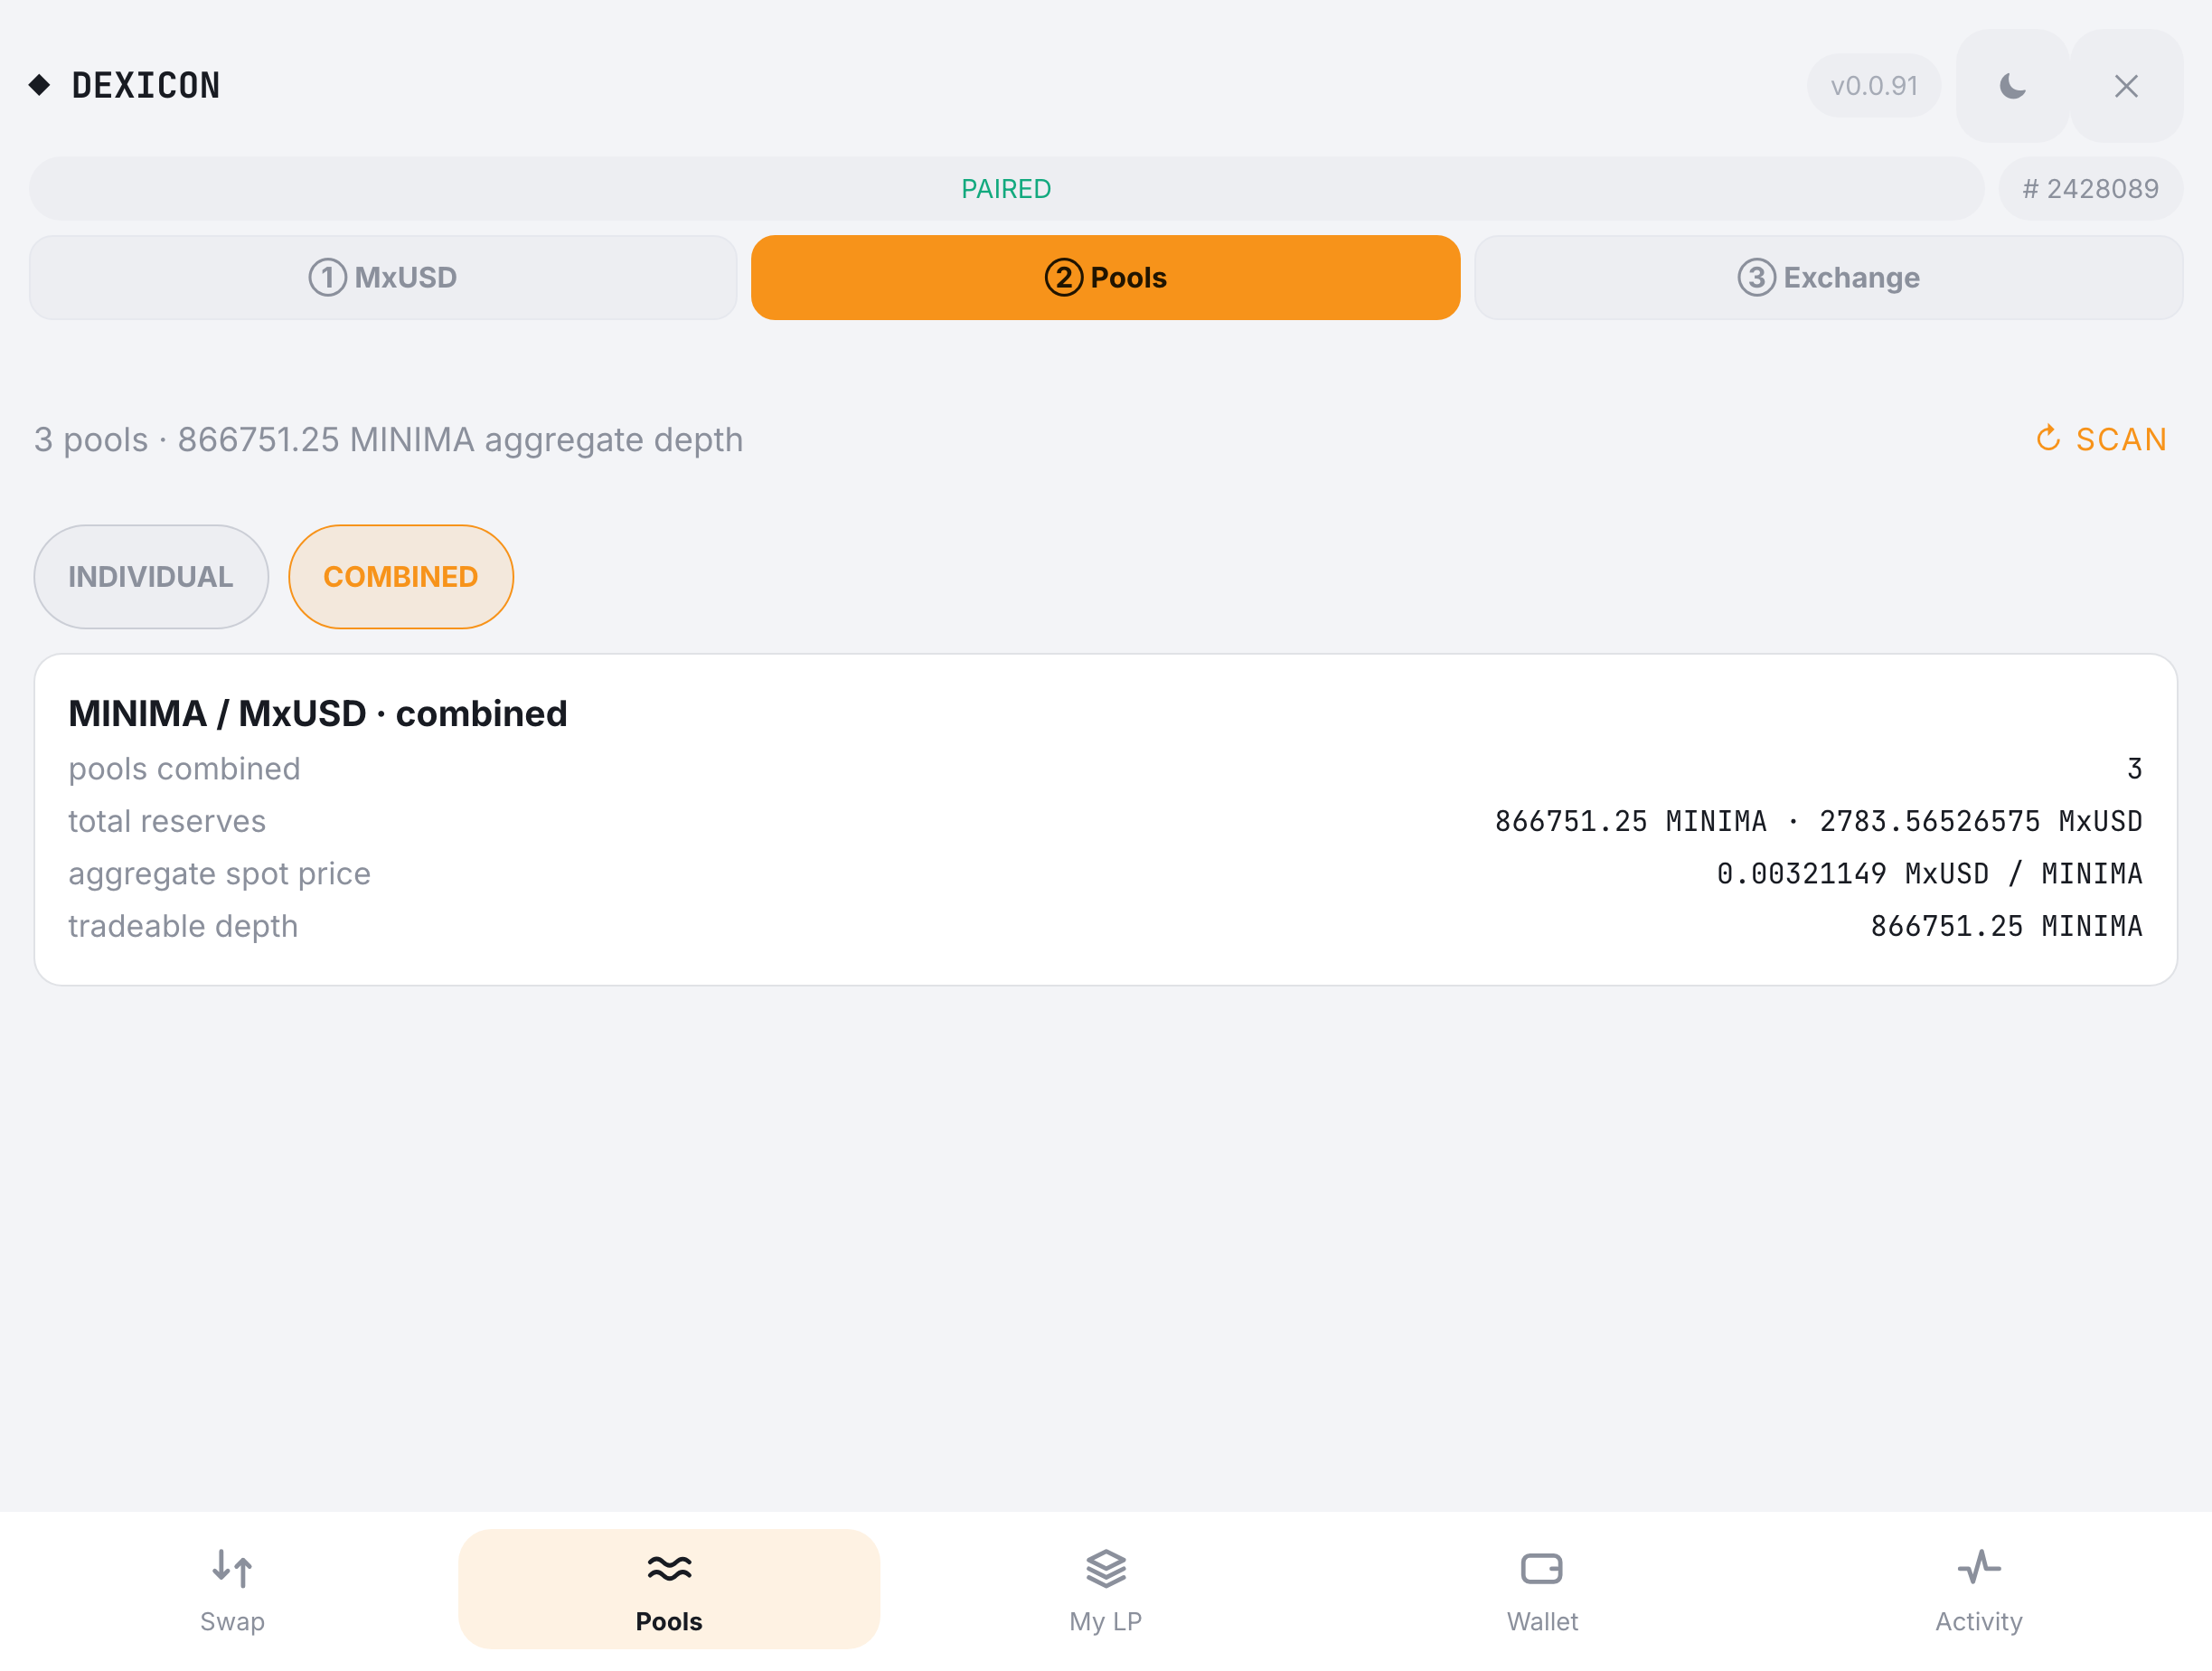 ◆ DEXICON
v0.0.91
PAIRED
# 2428089
① MxUSD
② Pools
③ Exchange
3 pools · 866751.25 MINIMA aggregate depth
↻ SCAN
INDIVIDUAL
COMBINED
MINIMA / MxUSD · combined
pools combined 3
total reserves 866751.25 MINIMA · 2783.56526575 MxUSD
aggregate spot price 0.00321149 MxUSD / MINIMA
tradeable depth 866751.25 MINIMA
Swap
Pools
My LP
Wallet
Activity